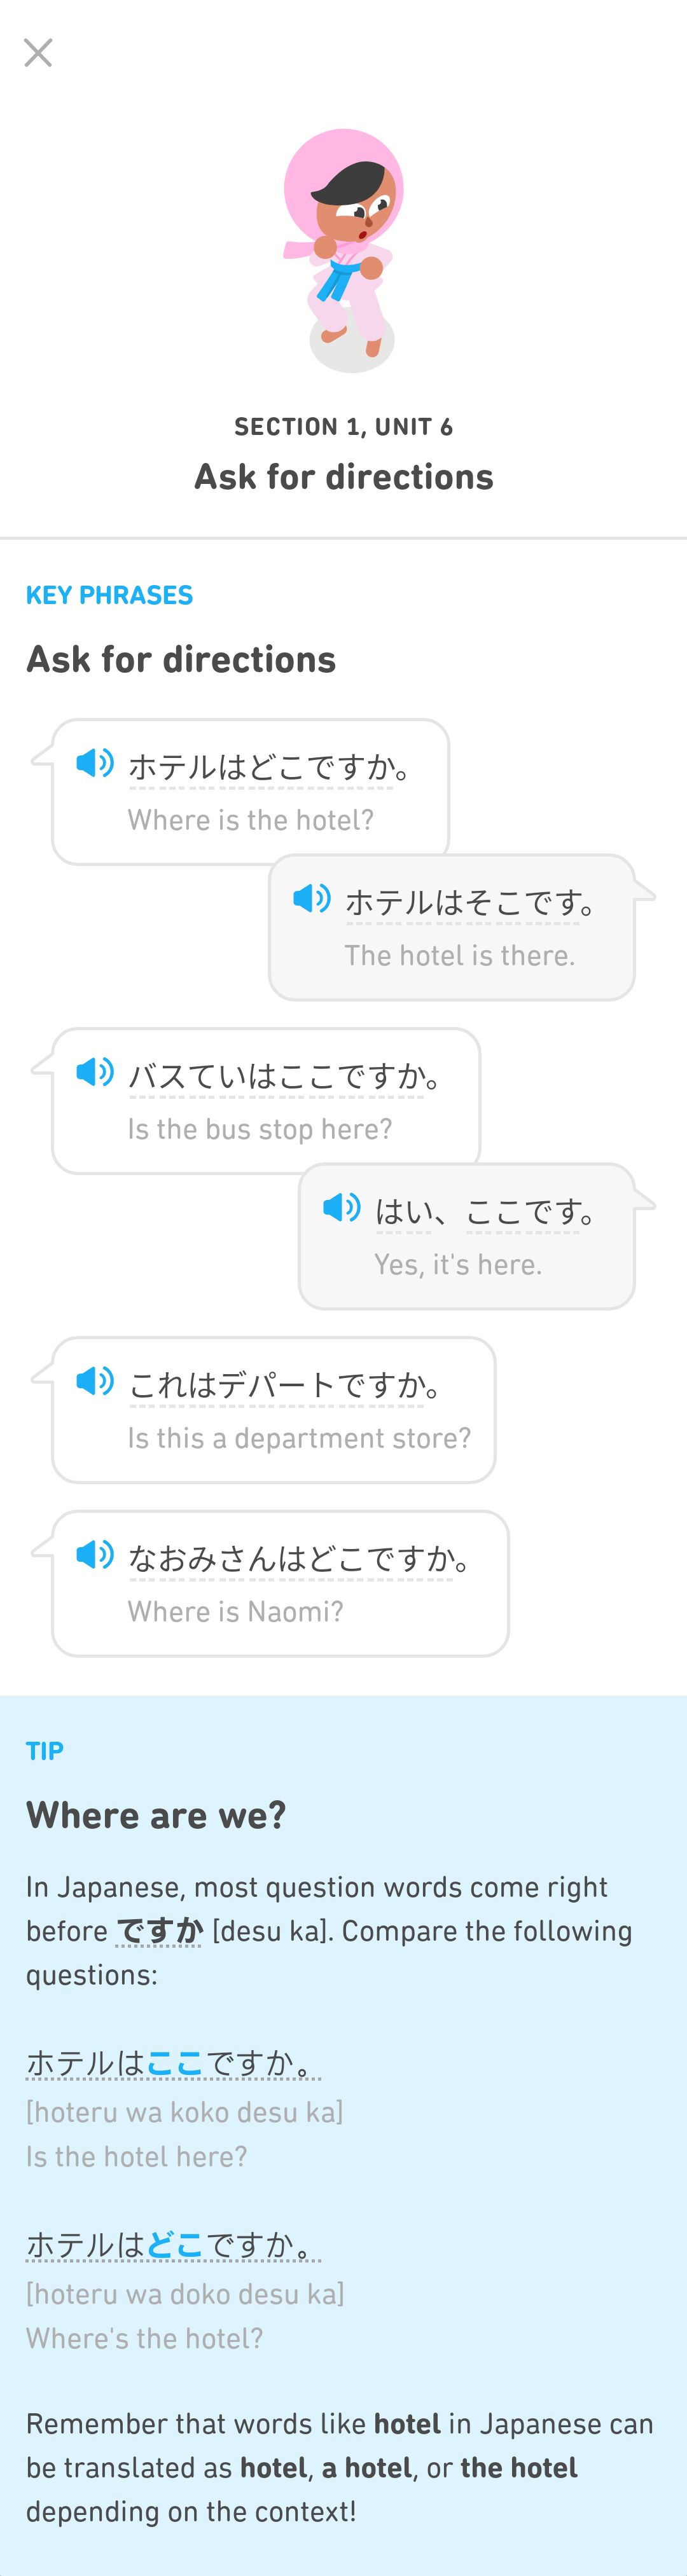 SECTION 1, UNIT 6
Ask for directions
KEY PHRASES
Ask for directions
ホテルはどこですか。
Where is the hotel?
ホテルはそこです。
The hotel is there.
バスていはここですか。
Is the bus stop here?
はい、ここです。
Yes, it's here.
これはデパートですか。
Is this a department store?
なおみさんはどこですか。
Where is Naomi?
TIP
Where are we?
In Japanese, most question words come right
before ですか [desu ka]. Compare the following
questions:
ホテルはここですか。
[hoteru wa koko desu ka]
Is the hotel here?
ホテルはどこですか。
[hoteru wa doko desu ka]
Where's the hotel?
Remember that words like hotel in Japanese can
be translated as hotel, a hotel, or the hotel
depending on the context!